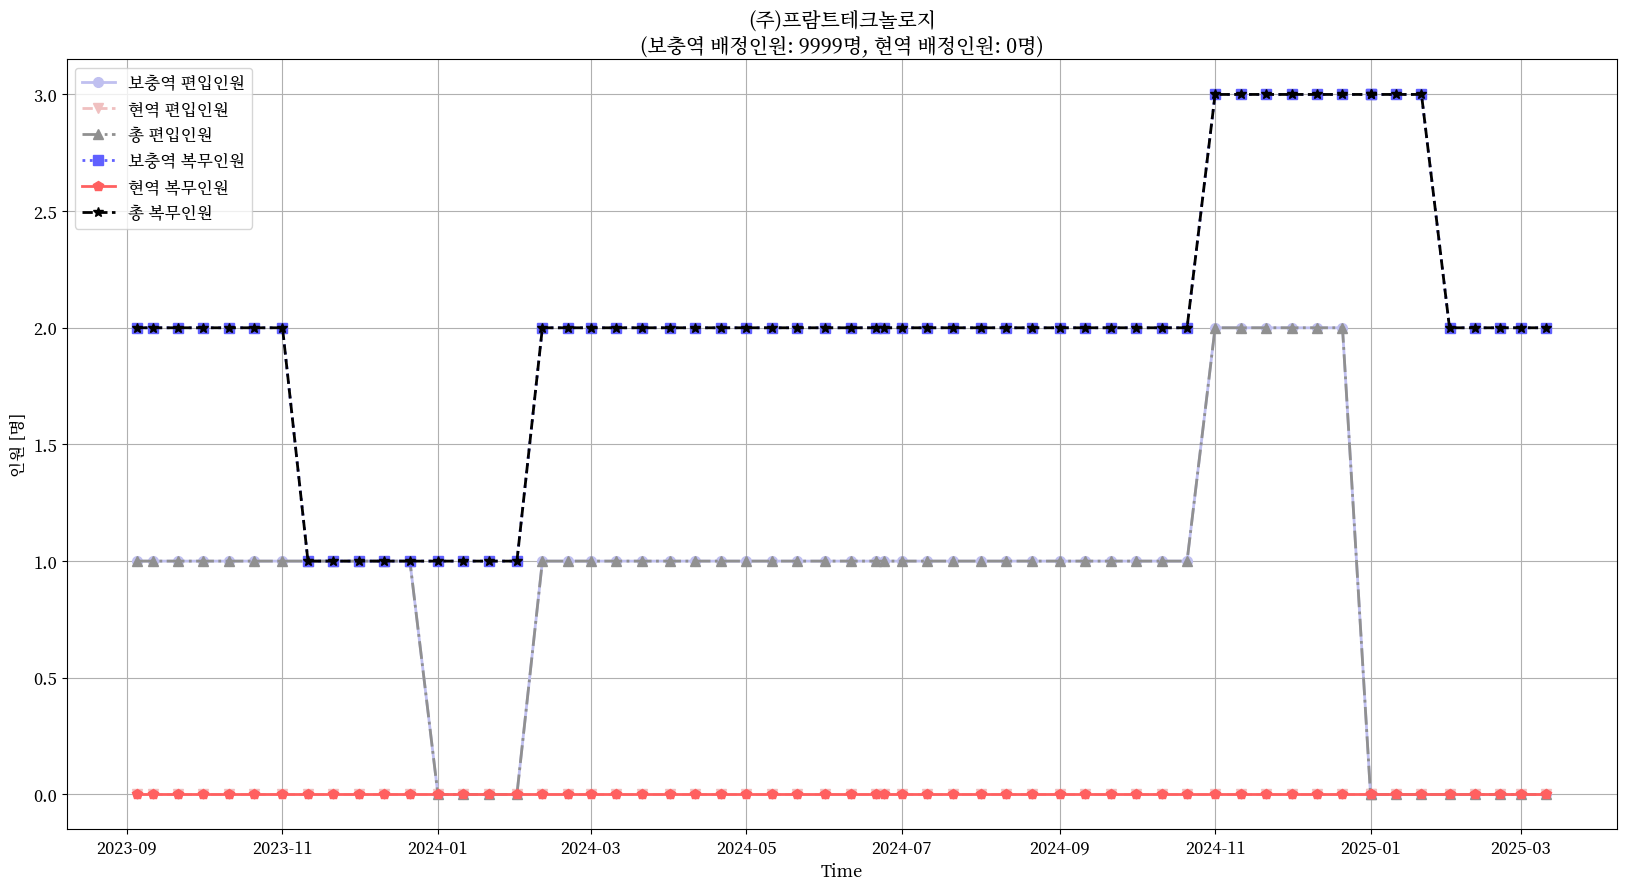 (주)프람트테크놀로지
(보충역 배정인원: 9999명, 현역 배정인원: 0명)
보충역 편입인원
현역 편입인원
총 편입인원
보충역 복무인원
현역 복무인원
총 복무인원
3.0
2.5
2.0
1.5
1.0
0.5
0.0
인원 [명]
2023-09 2023-11 2024-01 2024-03 2024-05 2024-07 2024-09 2024-11 2025-01 2025-03
Time